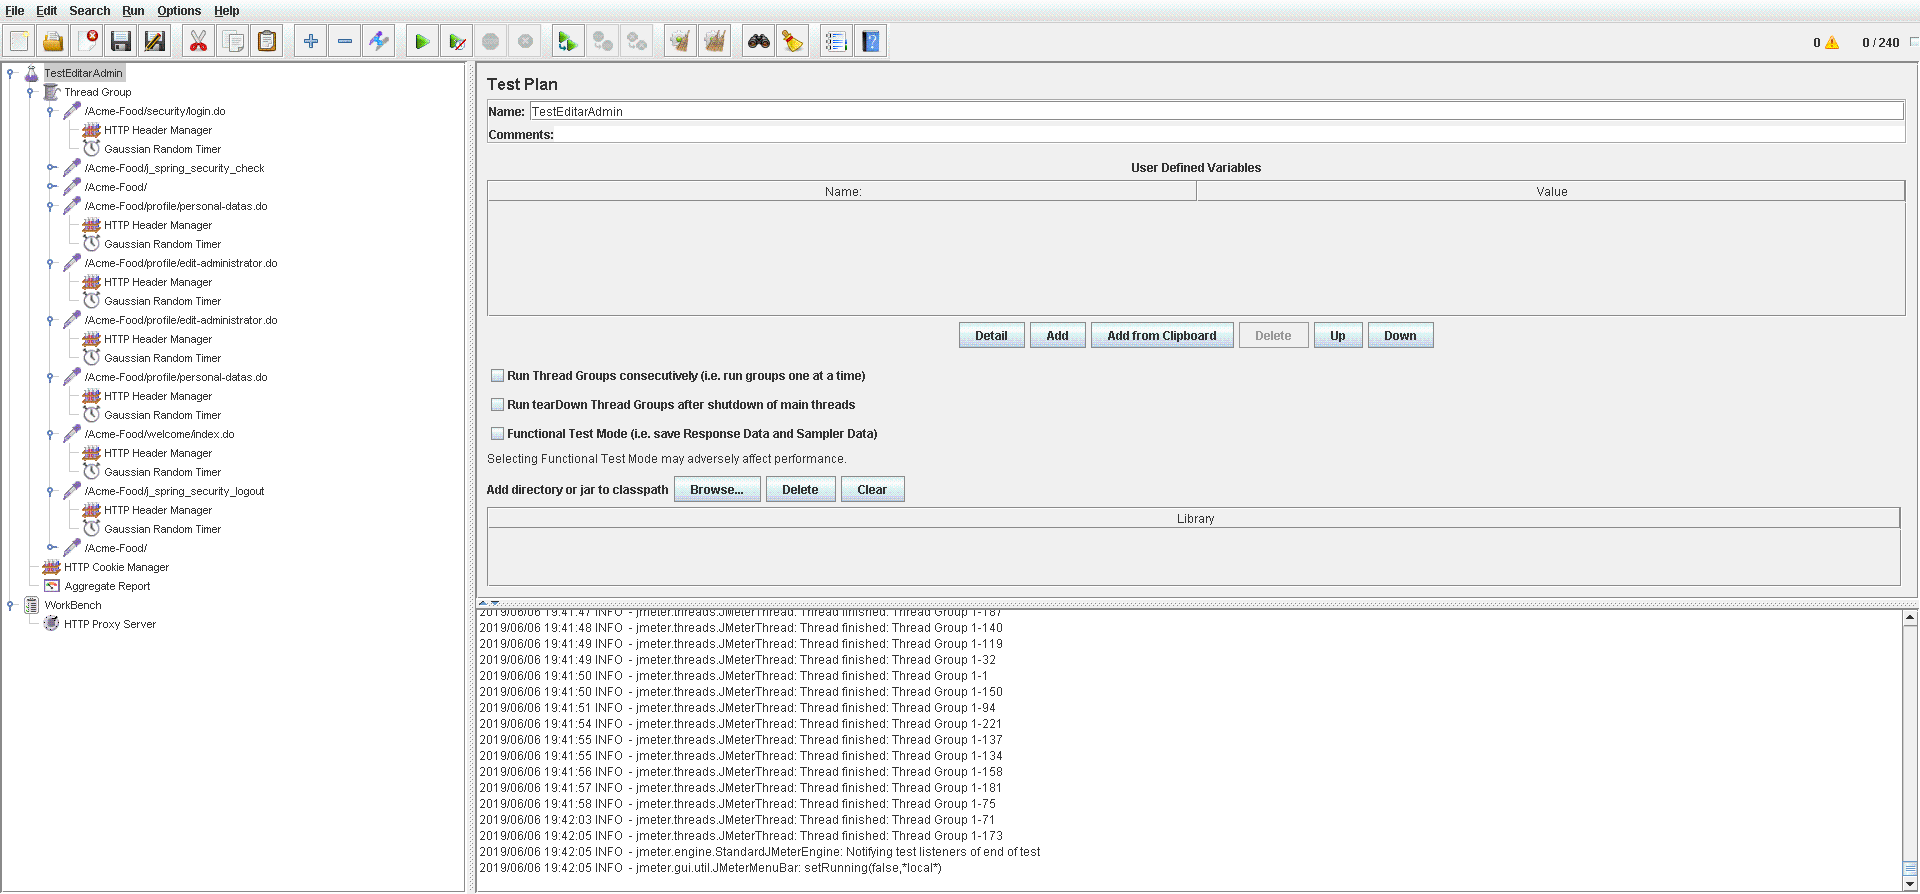 File Edit Search Run Options Help
0 0 / 240
TestEditarAdmin
Thread Group
/Acme-Food/security/login.do
HTTP Header Manager
Gaussian Random Timer
/Acme-Food/j_spring_security_check
/Acme-Food/
/Acme-Food/profile/personal-datas.do
HTTP Header Manager
Gaussian Random Timer
/Acme-Food/profile/edit-administrator.do
HTTP Header Manager
Gaussian Random Timer
/Acme-Food/profile/edit-administrator.do
HTTP Header Manager
Gaussian Random Timer
/Acme-Food/profile/personal-datas.do
HTTP Header Manager
Gaussian Random Timer
/Acme-Food/welcome/index.do
HTTP Header Manager
Gaussian Random Timer
/Acme-Food/j_spring_security_logout
HTTP Header Manager
Gaussian Random Timer
/Acme-Food/
HTTP Cookie Manager
Aggregate Report
WorkBench
HTTP Proxy Server
Test Plan
Name: TestEditarAdmin
Comments:
User Defined Variables
Name: Value
Detail Add Add from Clipboard Delete Up Down
Run Thread Groups consecutively (i.e. run groups one at a time)
Run tearDown Thread Groups after shutdown of main threads
Functional Test Mode (i.e. save Response Data and Sampler Data)
Selecting Functional Test Mode may adversely affect performance.
Add directory or jar to classpath Browse... Delete Clear
Library
2019/06/06 19:41:47 INFO - jmeter.threads.JMeterThread: Thread finished: Thread Group 1-187
2019/06/06 19:41:48 INFO - jmeter.threads.JMeterThread: Thread finished: Thread Group 1-140
2019/06/06 19:41:49 INFO - jmeter.threads.JMeterThread: Thread finished: Thread Group 1-119
2019/06/06 19:41:49 INFO - jmeter.threads.JMeterThread: Thread finished: Thread Group 1-32
2019/06/06 19:41:50 INFO - jmeter.threads.JMeterThread: Thread finished: Thread Group 1-1
2019/06/06 19:41:50 INFO - jmeter.threads.JMeterThread: Thread finished: Thread Group 1-150
2019/06/06 19:41:51 INFO - jmeter.threads.JMeterThread: Thread finished: Thread Group 1-94
2019/06/06 19:41:54 INFO - jmeter.threads.JMeterThread: Thread finished: Thread Group 1-221
2019/06/06 19:41:55 INFO - jmeter.threads.JMeterThread: Thread finished: Thread Group 1-137
2019/06/06 19:41:55 INFO - jmeter.threads.JMeterThread: Thread finished: Thread Group 1-134
2019/06/06 19:41:56 INFO - jmeter.threads.JMeterThread: Thread finished: Thread Group 1-158
2019/06/06 19:41:57 INFO - jmeter.threads.JMeterThread: Thread finished: Thread Group 1-181
2019/06/06 19:41:58 INFO - jmeter.threads.JMeterThread: Thread finished: Thread Group 1-75
2019/06/06 19:42:03 INFO - jmeter.threads.JMeterThread: Thread finished: Thread Group 1-71
2019/06/06 19:42:05 INFO - jmeter.threads.JMeterThread: Thread finished: Thread Group 1-173
2019/06/06 19:42:05 INFO - jmeter.engine.StandardJMeterEngine: Notifying test listeners of end of test
2019/06/06 19:42:05 INFO - jmeter.gui.util.JMeterMenuBar: setRunning(false,*local*)